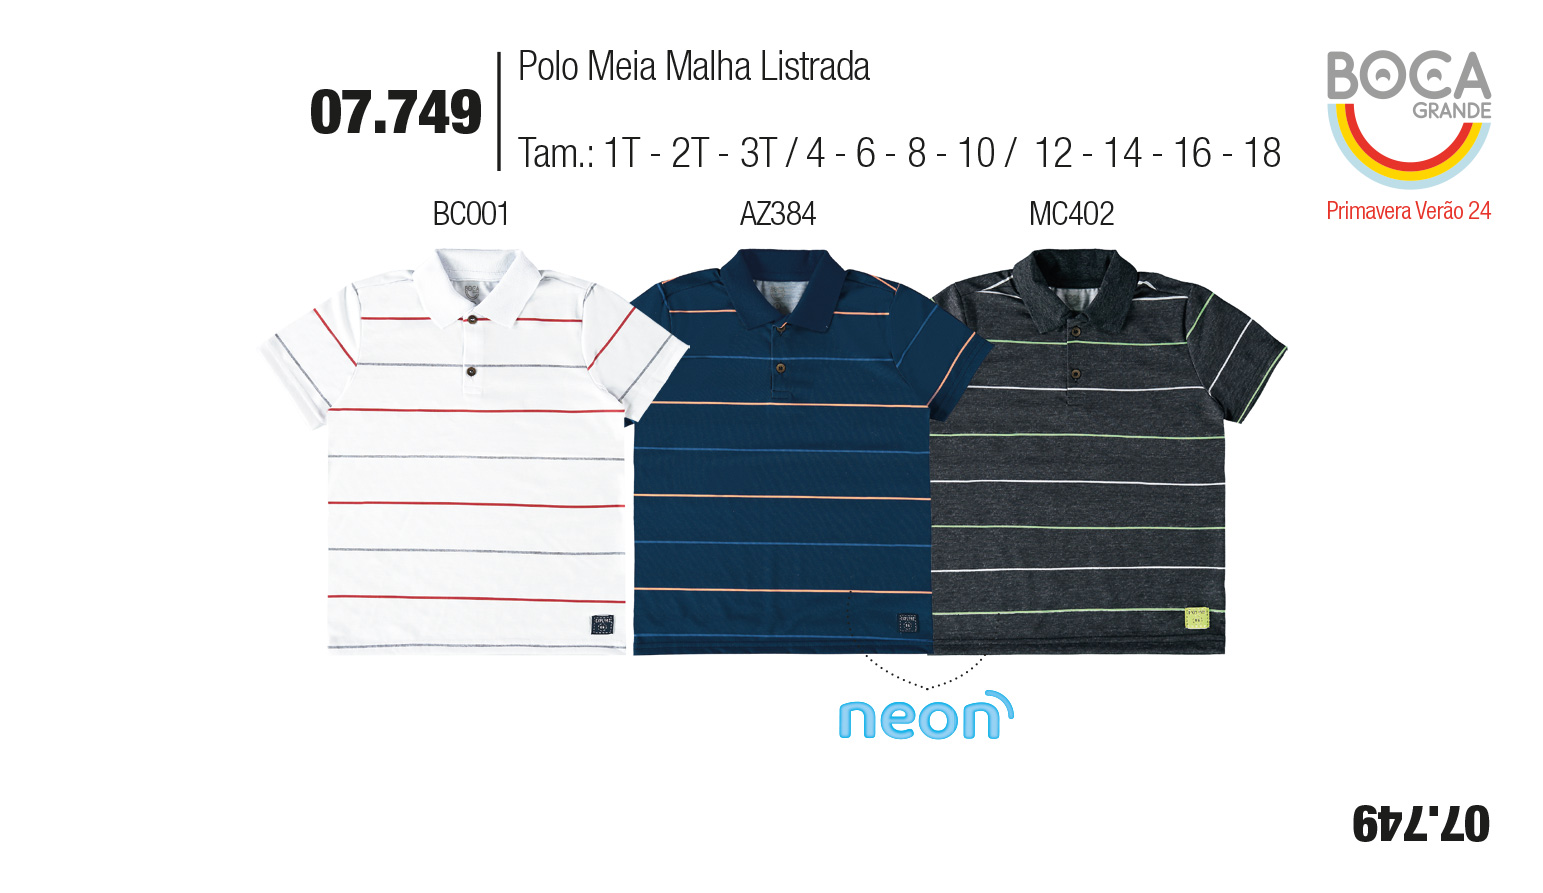 07.749
Polo Meia Malha Listrada
Tam.: 1T - 2T - 3T / 4 - 6 - 8 - 10 / 12 - 14 - 16 - 18
BOCA
GRANDE
Primavera Verão 24
BC001
AZ384
MC402
BOCA
neon
07.749